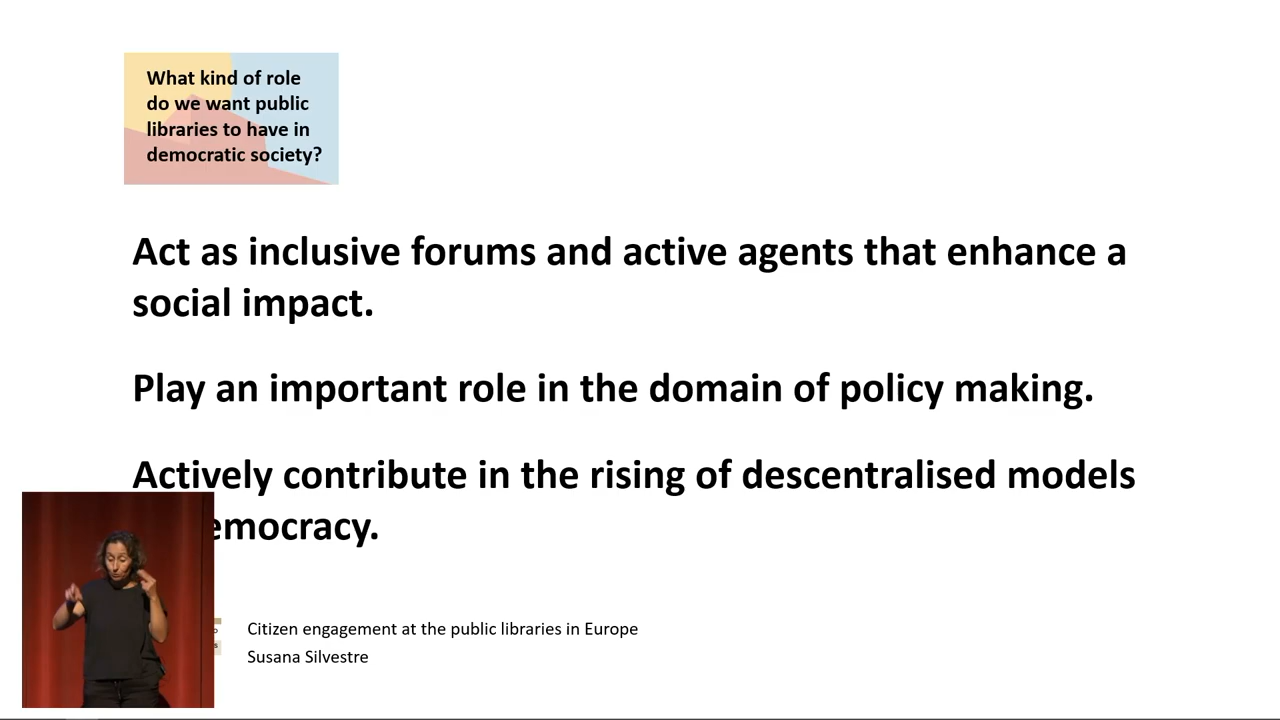 What kind of role
do we want public
libraries to have in
democratic society?
Act as inclusive forums and active agents that enhance a
social impact.
Play an important role in the domain of policy making.
Actively contribute in the rising of descentralised models
emocracy.
Citizen engagement at the public libraries in Europe
Susana Silvestre